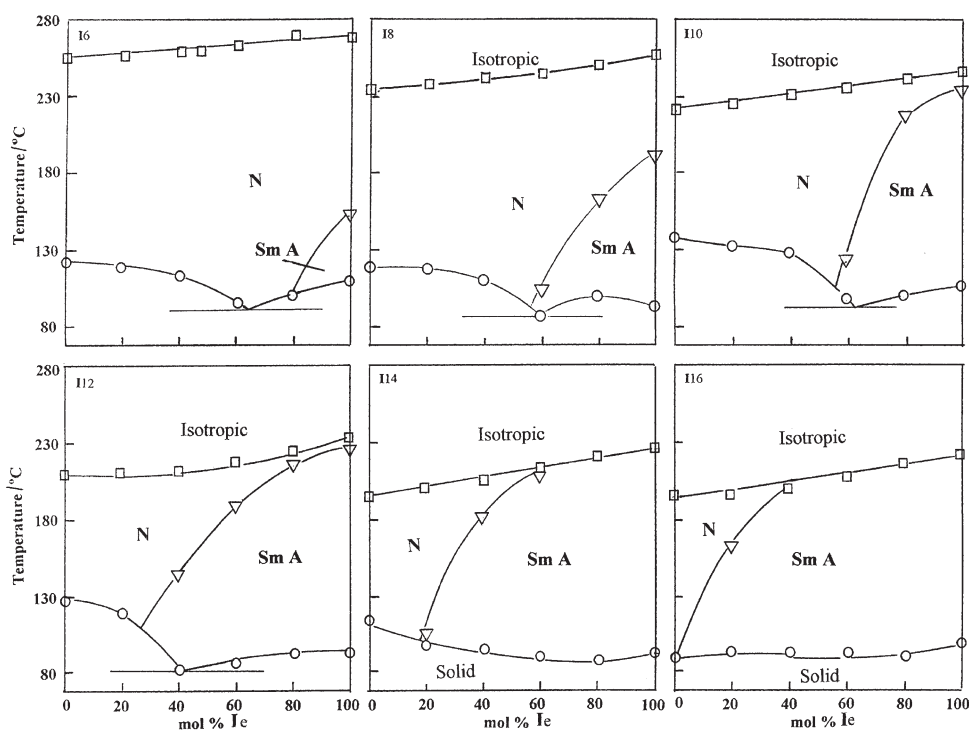 280
230
180
130
80
Temperature/°C
I6
N
Sm A
I8
Isotropic
N
Sm A
I10
Isotropic
N
Sm A
280
230
180
130
80
Temperature/°C
I12
Isotropic
N
Sm A
0 20 40 60 80 100
mol % Ie
I14
Isotropic
N
Sm A
Solid
0 20 40 60 80 100
mol % Ie
I16
Isotropic
N
Sm A
Solid
0 20 40 60 80 100
mol % Ie